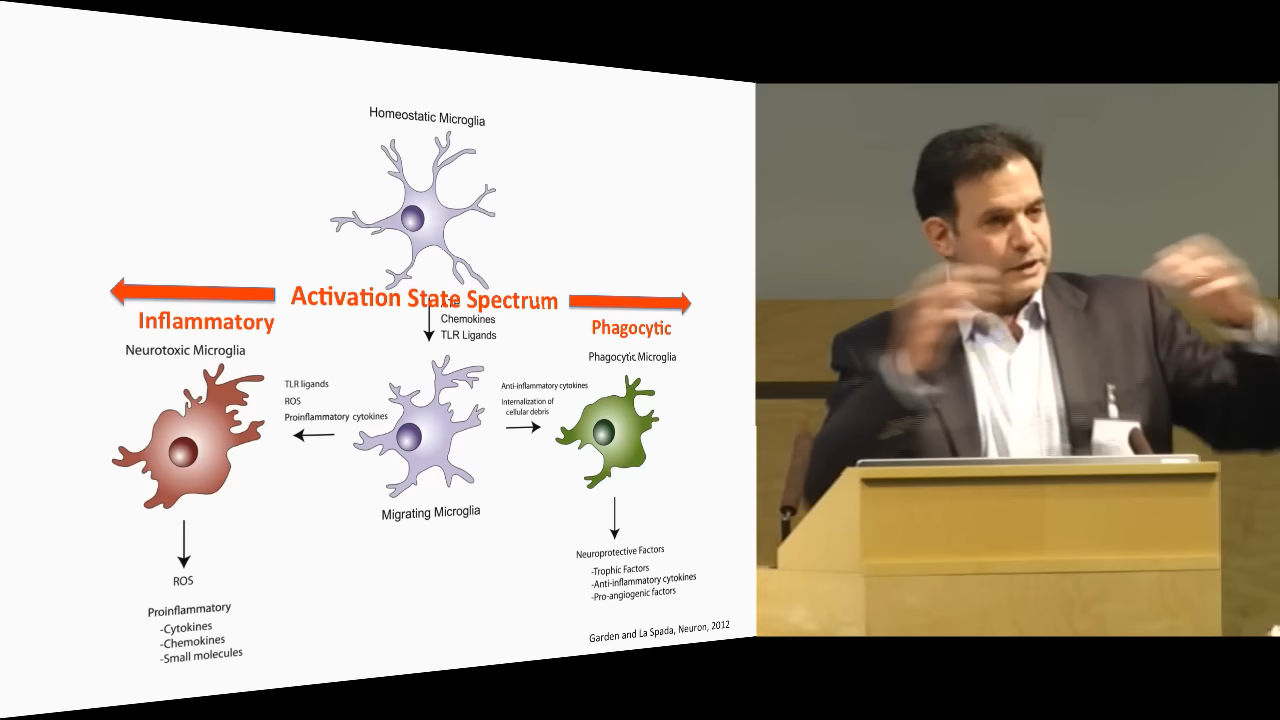 Homeostatic Microglia
Activation State Spectrum
Inflammatory
Phagocytic
Chemokines
TLR Ligands
Neurotoxic Microglia
Phagocytic Microglia
TLR ligands
ROS
Proinflammatory cytokines
Anti-inflammatory cytokines
Internalization of
cellular debris
Migrating Microglia
ROS
Proinflammatory
-Cytokines
-Chemokines
-Small molecules
Neuroprotective Factors
-Trophic Factors
-Anti-inflammatory cytokines
-Pro-angiogenic factors
Garden and La Spada, Neuron, 2012